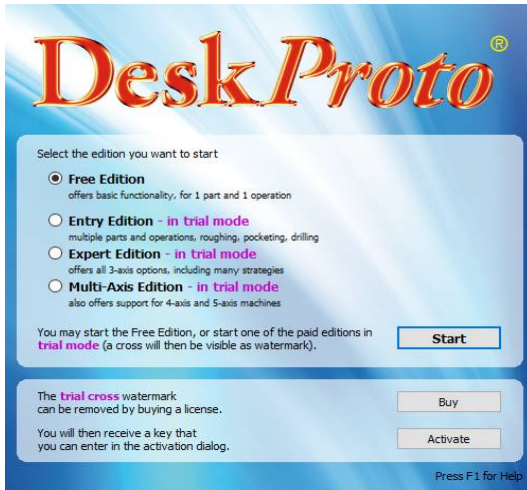 DeskProto®
Select the edition you want to start
Free Edition
offers basic functionality, for 1 part and 1 operation
Entry Edition - in trial mode
multiple parts and operations, roughing, pocketing, drilling
Expert Edition - in trial mode
offers all 3-axis options, including many strategies
Multi-Axis Edition - in trial mode
also offers support for 4-axis and 5-axis machines
You may start the Free Edition, or start one of the paid editions in
trial mode (a cross will then be visible as watermark).
Start
The trial cross watermark
can be removed by buying a license.
Buy
You will then receive a key that
you can enter in the activation dialog.
Activate
Press F1 for Help